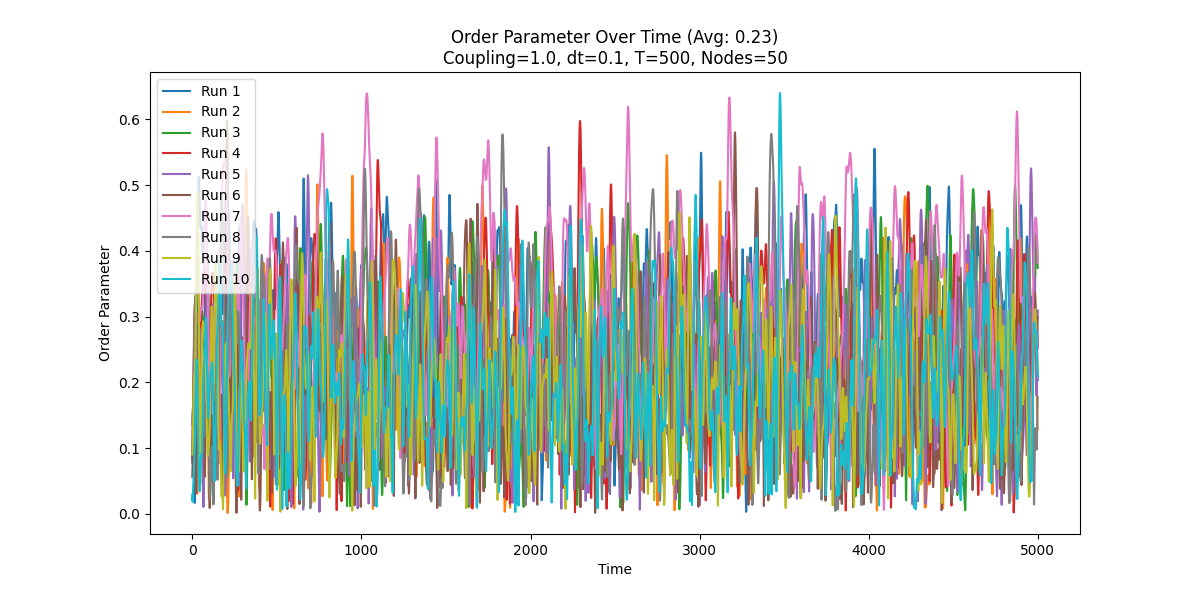 Order Parameter Over Time (Avg: 0.23)
Coupling=1.0, dt=0.1, T=500, Nodes=50
Run 1
Run 2
Run 3
Run 4
Run 5
Run 6
Run 7
Run 8
Run 9
Run 10
Order Parameter
0.6
0.5
0.4
0.3
0.2
0.1
0.0
0
1000
2000
3000
4000
5000
Time